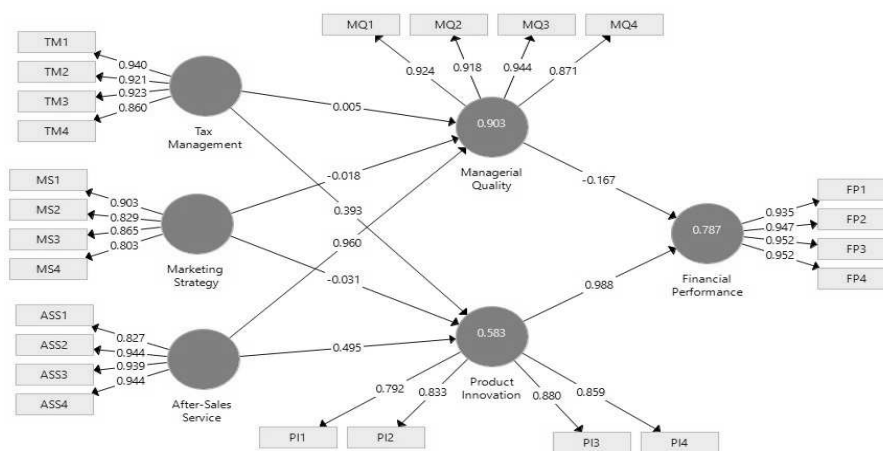 MQ1
MQ2
MQ3
MQ4
TM1
TM2
TM3
TM4
0.940
0.921
0.923
0.860
Tax
Management
0.924
0.918
0.944
0.871
0.903
Managerial
Quality
0.005
-0.018
0.393
0.960
-0.031
0.495
MS1
MS2
MS3
MS4
0.903
0.829
0.865
0.803
Marketing
Strategy
-0.167
0.988
0.787
Financial
Performance
0.935
0.947
0.952
0.952
FP1
FP2
FP3
FP4
ASS1
ASS2
ASS3
ASS4
0.827
0.944
0.939
0.944
After-Sales
Service
0.583
Product
Innovation
0.792
0.833
0.880
0.859
PI1
PI2
PI3
PI4